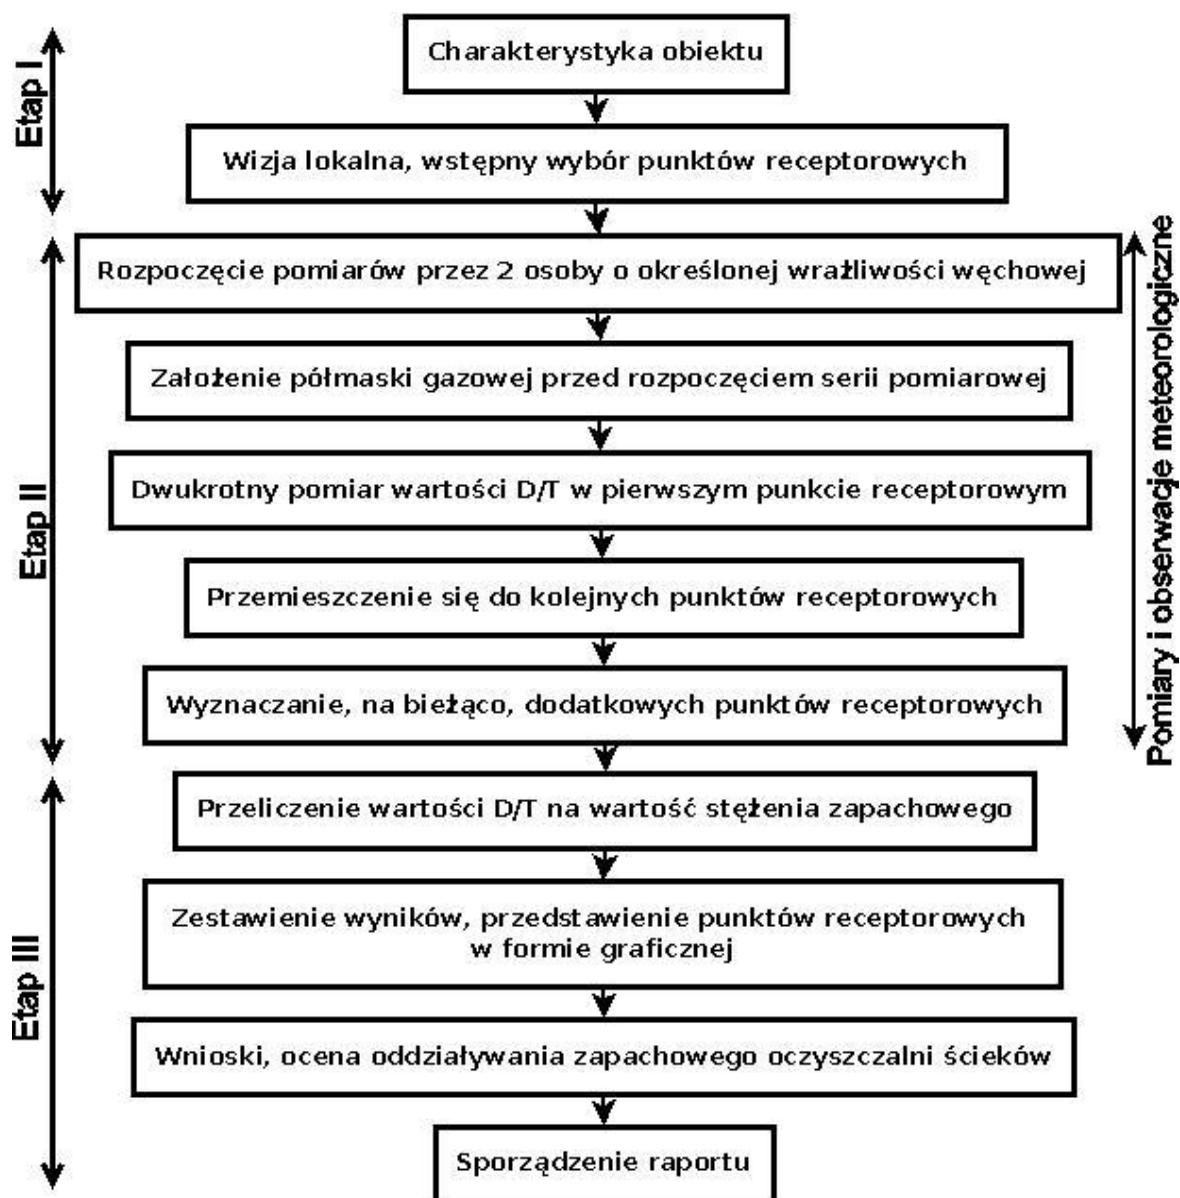 Etap I
Charakterystyka obiektu
Wizja lokalna, wstępny wybór punktów receptorowych
Etap II
Pomiary i obserwacje meteorologiczne
Rozpoczęcie pomiarów przez 2 osoby o określonej wrażliwości węchowej
Założenie półmaski gazowej przed rozpoczęciem serii pomiarowej
Dwukrotny pomiar wartości D/T w pierwszym punkcie receptorowym
Przemieszczenie się do kolejnych punktów receptorowych
Wyznaczanie, na bieżąco, dodatkowych punktów receptorowych
Etap III
Przeliczenie wartości D/T na wartość stężenia zapachowego
Zestawienie wyników, przedstawienie punktów receptorowych
w formie graficznej
Wnioski, ocena oddziaływania zapachowego oczyszczalni ścieków
Sporządzenie raportu